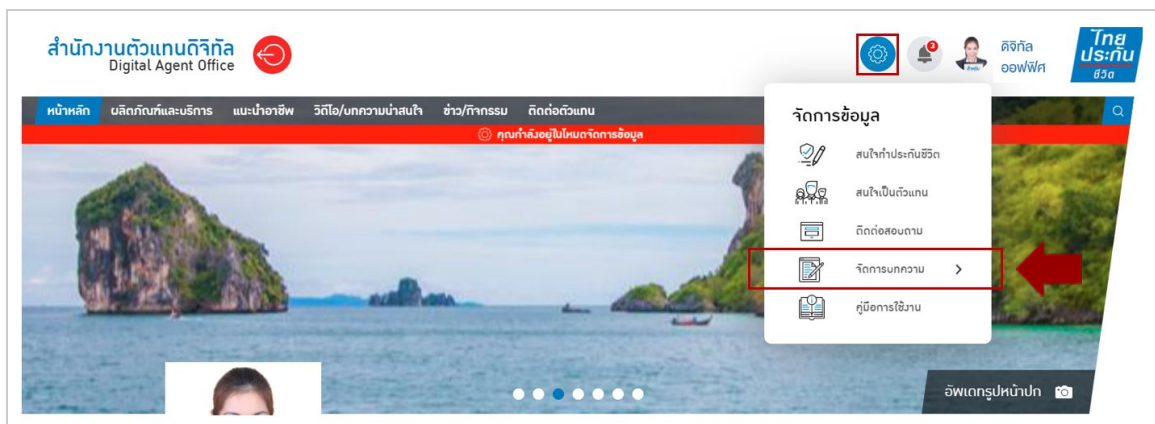 สำนักงานตัวแทนดิจิทัล
Digital Agent Office
3
ดิจิทัล
ออฟฟิศ
ไทย
ประกัน
ชีวิต
หน้าหลัก ผลิตภัณฑ์และบริการ แนะนำอาชีพ วิดีโอ/บทความน่าสนใจ ข่าว/กิจกรรม ติดต่อตัวแทน
คุณกำลังอยู่ในโหมดจัดการข้อมูล
จัดการข้อมูล
สนใจทำประกันชีวิต
สนใจเป็นตัวแทน
ติดต่อสอบถาม
จัดการบทความ
คู่มือการใช้งาน
อัพเดทรูปหน้าปก